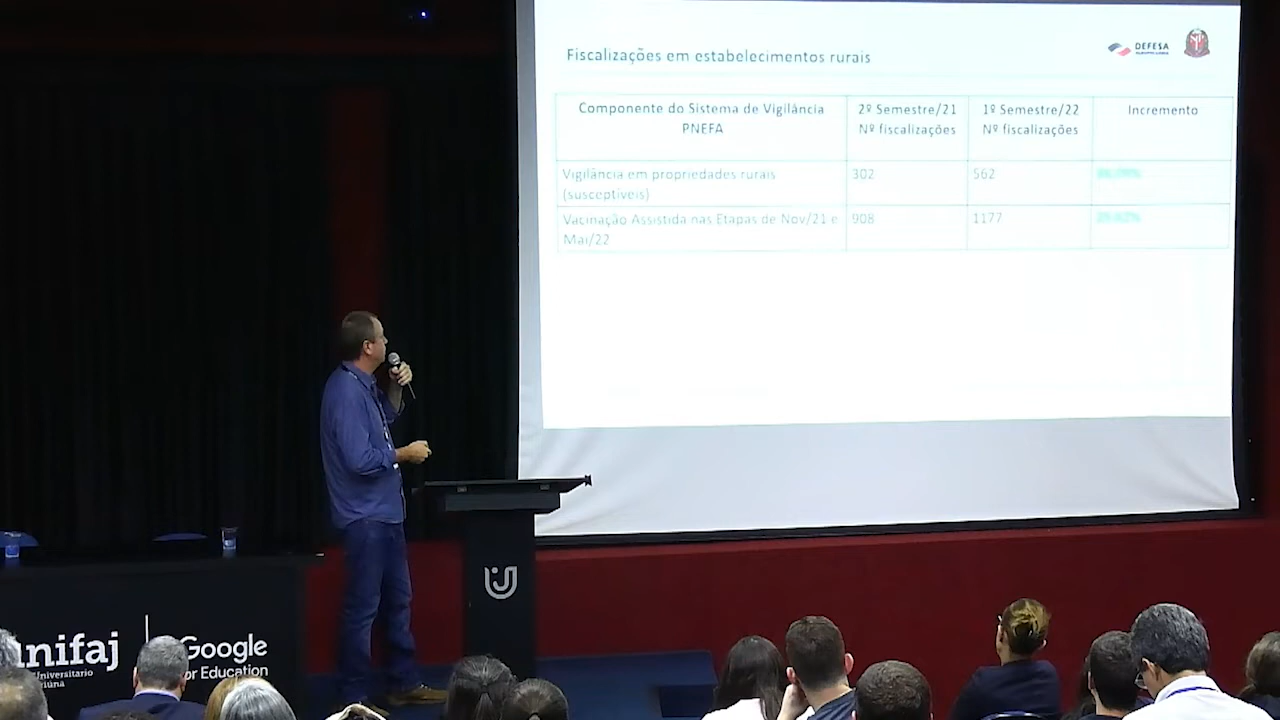 Fiscalizações em estabelecimentos rurais
DEFESA
Componente do Sistema de Vigilância
PNEFA
2º Semestre/21
Nº fiscalizações
1º Semestre/22
Nº fiscalizações
Incremento
Vigilância em propriedades rurais
(susceptíveis)
302
562
Vacinação Assistida nas Etapas de Nov/21 e
Mai/22
908
1177
unifaj
Universitario
Google
for Education